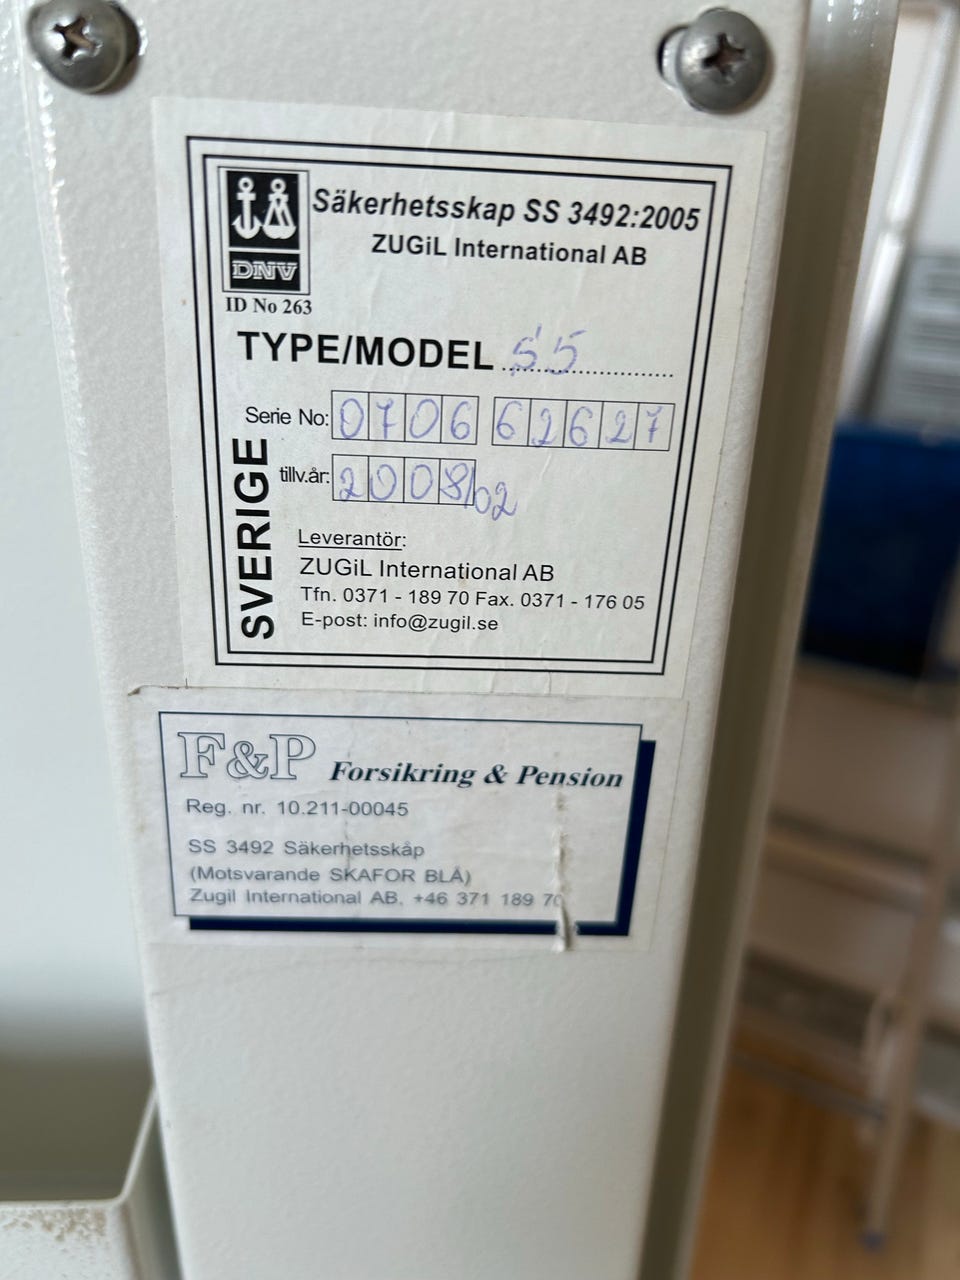 Säkerhetsskap SS 3492:2005
ZUGiL International AB
DNV
ID No 263
TYPE/MODEL S5
Serie No: 0706 62627
tillv.år: 2008/02
SVERIGE
Leverantör:
ZUGiL International AB
Tfn. 0371 - 189 70 Fax. 0371 - 176 05
E-post: info@zugil.se
F&P Forsikring & Pension
Reg. nr. 10.211-00045
SS 3492 Säkerhetsskåp
(Motsvarande SKAFOR BLÅ)
Zugil International AB. +46 371 189 70